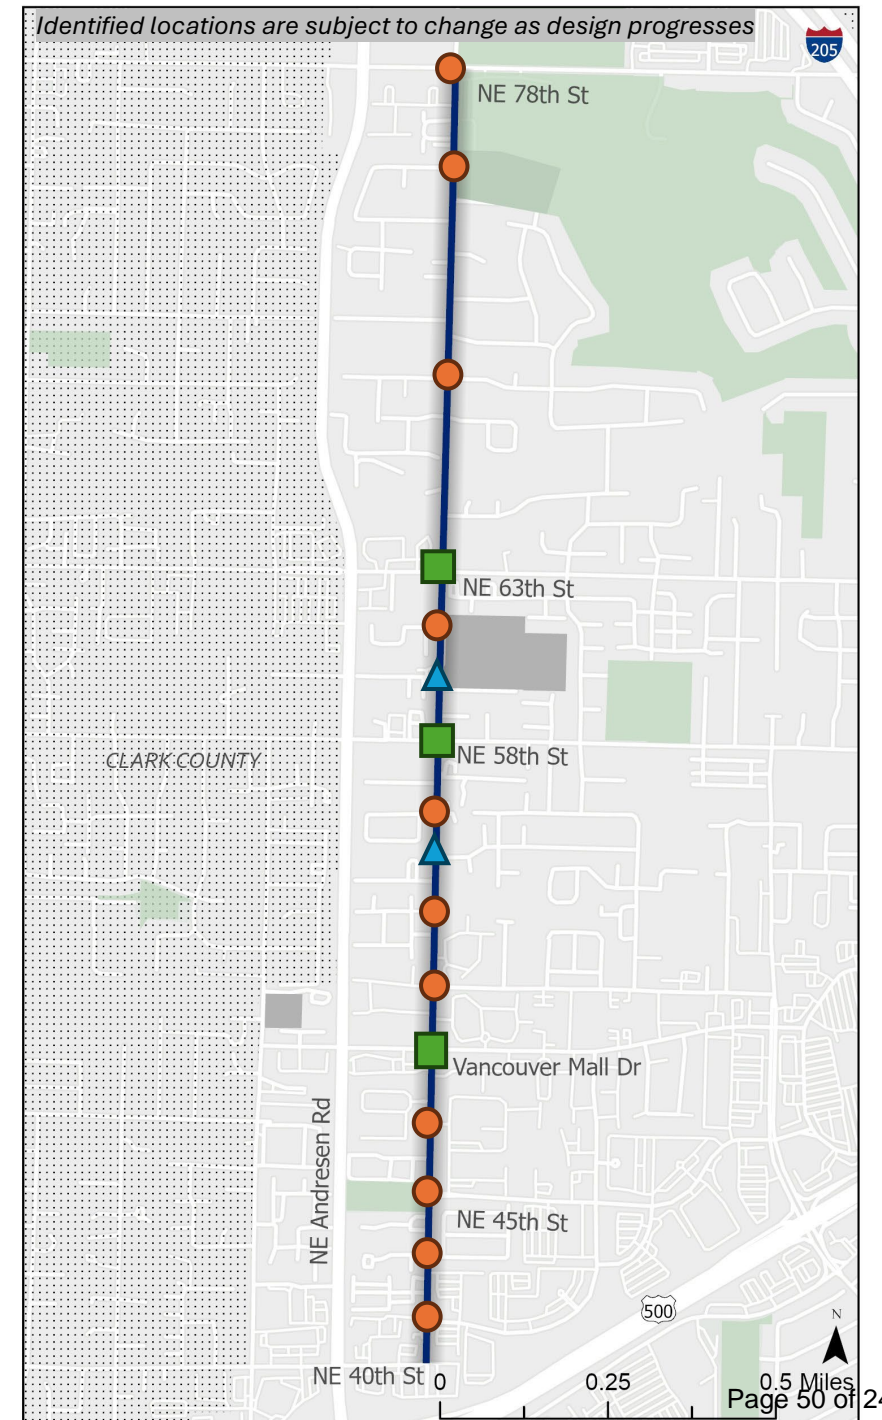 Identified locations are subject to change as design progresses
205
NE 78th St
NE 63th St
NE 58th St
CLARK COUNTY
Vancouver Mall Dr
NE Andresen Rd
NE 45th St
500
N
NE 40th St
0 0.25 0.5 Miles
Page 50 of 24